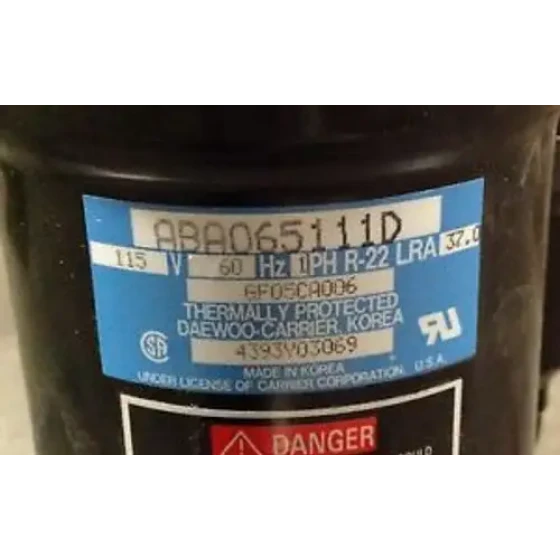 ABA065111D
115 V 60 Hz 1PH R-22 LRA 37.0
THERMALLY PROTECTED
DAEWOO-CARRIER, KOREA
4393Y03069
MADE IN KOREA
UNDER LICENSE OF CARRIER CORPORATION. U.S.A.
DANGER